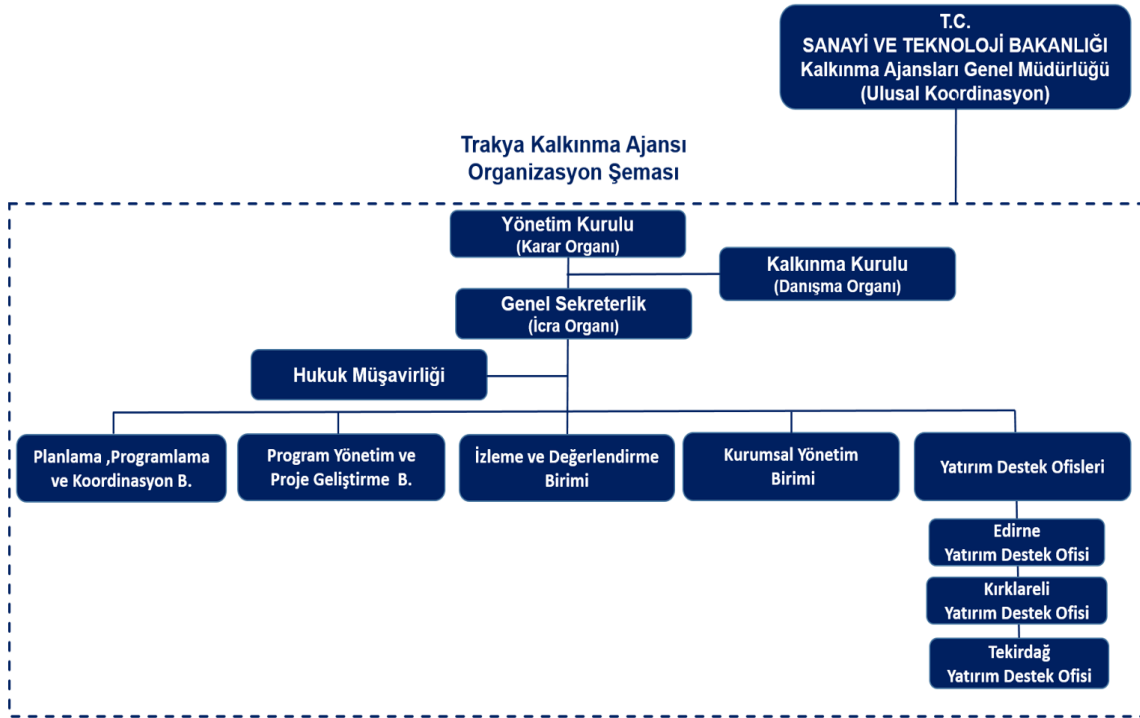 T.C.
SANAYİ VE TEKNOLOJİ BAKANLIĞI
Kalkınma Ajansları Genel Müdürlüğü
(Ulusal Koordinasyon)
Trakya Kalkınma Ajansı
Organizasyon Şeması
Yönetim Kurulu
(Karar Organı)
Kalkınma Kurulu
(Danışma Organı)
Genel Sekreterlik
(İcra Organı)
Hukuk Müşavirliği
Planlama ,Programlama
ve Koordinasyon B.
Program Yönetim ve
Proje Geliştirme B.
İzleme ve Değerlendirme
Birimi
Kurumsal Yönetim
Birimi
Yatırım Destek Ofisleri
Edirne
Yatırım Destek Ofisi
Kırklareli
Yatırım Destek Ofisi
Tekirdağ
Yatırım Destek Ofisi